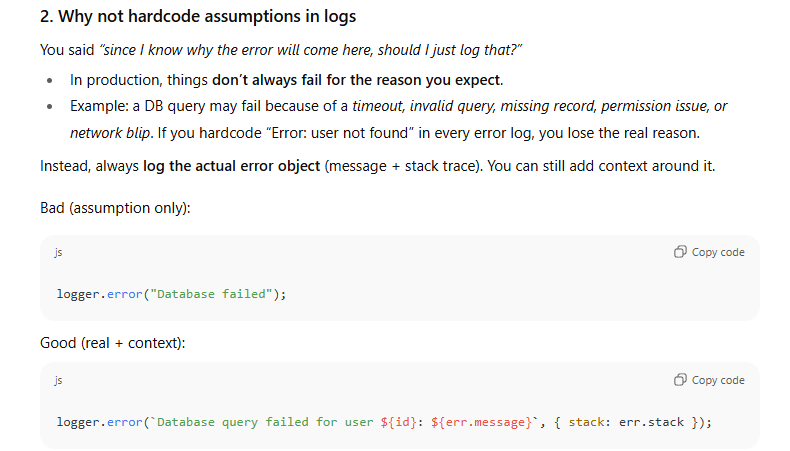 2. Why not hardcode assumptions in logs
You said “since I know why the error will come here, should I just log that?”
• In production, things don’t always fail for the reason you expect.
• Example: a DB query may fail because of a timeout, invalid query, missing record, permission issue, or
network blip. If you hardcode “Error: user not found” in every error log, you lose the real reason.
Instead, always log the actual error object (message + stack trace). You can still add context around it.
Bad (assumption only):
js
Copy code
logger.error("Database failed");
Good (real + context):
js
Copy code
logger.error(`Database query failed for user ${id}: ${err.message}`, { stack: err.stack });